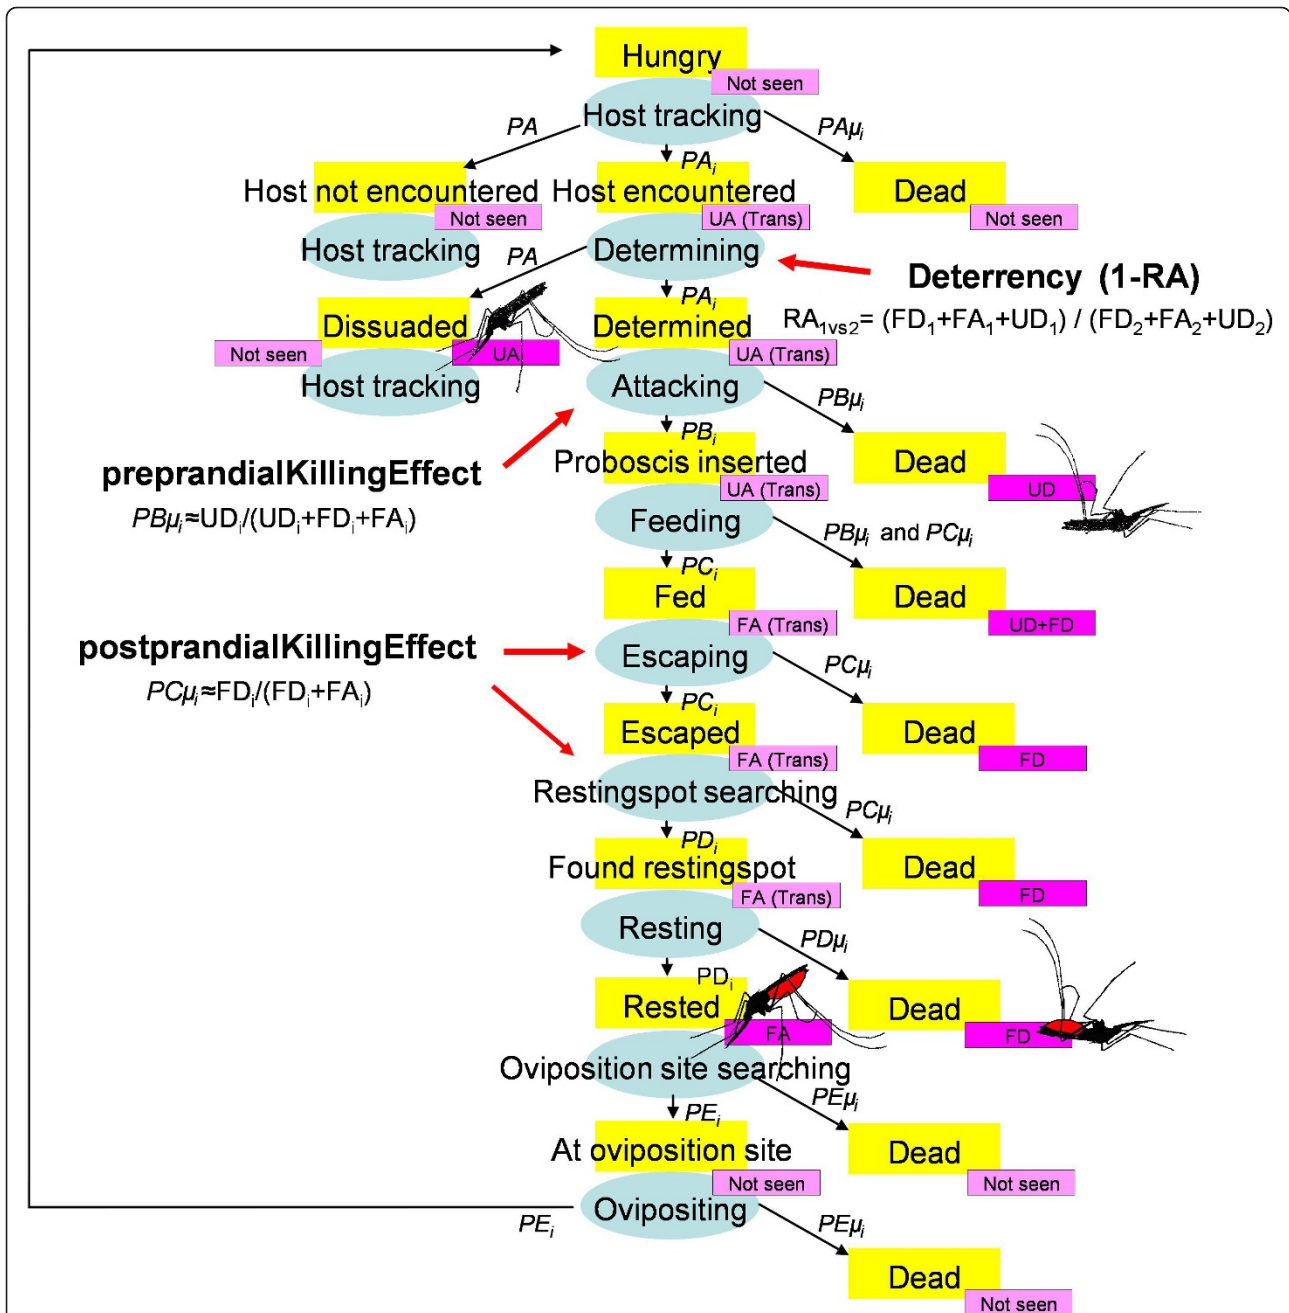 Hungry
Not seen
Host tracking
PA
PAμi
PAi
Host not encountered
Host encountered
Dead
Not seen
UA (Trans)
Not seen
Host tracking
Determining
PA
PAi
Deterrency (1-RA)
RA1vs2= (FD1+FA1+UD1) / (FD2+FA2+UD2)
Dissuaded
Determined
Not seen
UA
UA (Trans)
Host tracking
Attacking
PBμi
PBi
preprandialKillingEffect
PBμi≈UDi/(UDi+FDi+FAi)
Proboscis inserted
Dead
UA (Trans)
UD
Feeding
PBμi and PCμi
PCi
Fed
Dead
FA (Trans)
UD+FD
postprandialKillingEffect
PCμi≈FDi/(FDi+FAi)
Escaping
PCμi
PCi
Escaped
Dead
FA (Trans)
FD
Restingspot searching
PCμi
PDi
Found restingspot
Dead
FA (Trans)
FD
Resting
PDμi
PDi
Rested
Dead
FA
FD
Oviposition site searching
PEμi
PEi
At oviposition site
Dead
Not seen
Not seen
Ovipositing
PEi
PEμi
Dead
Not seen